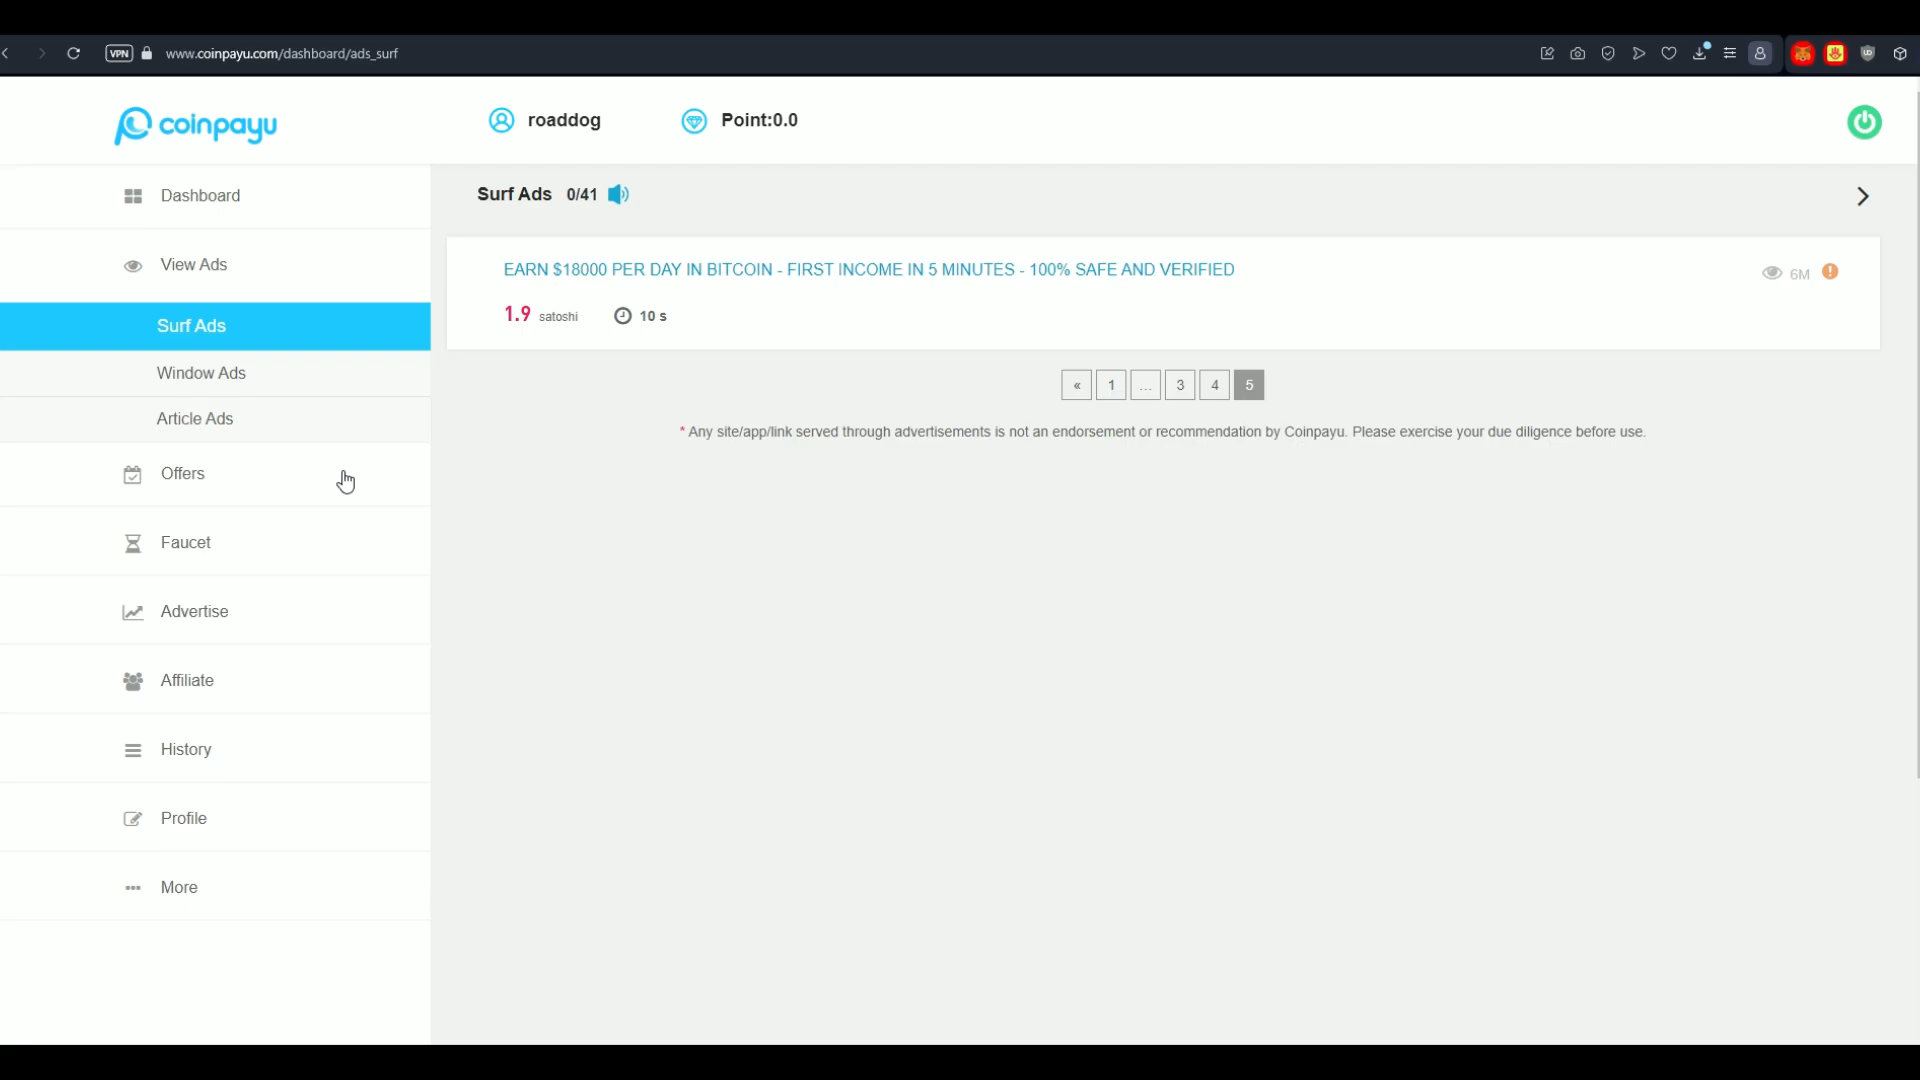 VPN www.coinpayu.com/dashboard/ads_surf
coinpayu
roaddog
Point:0.0
Dashboard
View Ads
Surf Ads
Window Ads
Article Ads
Offers
Faucet
Advertise
Affiliate
History
Profile
More
Surf Ads 0/41
EARN $18000 PER DAY IN BITCOIN - FIRST INCOME IN 5 MINUTES - 100% SAFE AND VERIFIED
6M
1.9 satoshi 10 s
« 1 ... 3 4 5
* Any site/app/link served through advertisements is not an endorsement or recommendation by Coinpayu. Please exercise your due diligence before use.